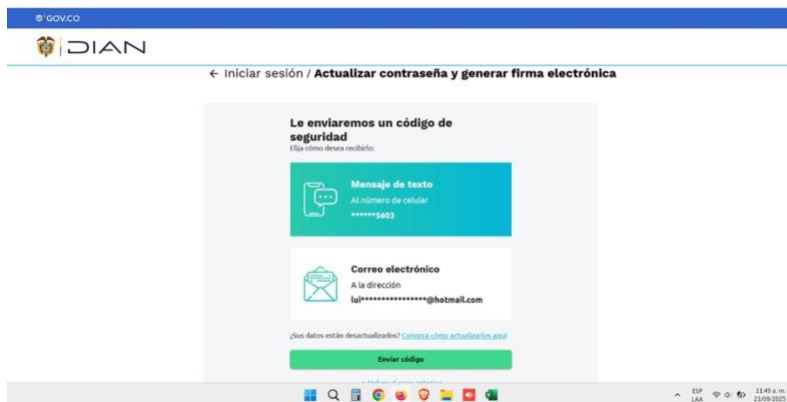 GOV.CO
DIAN
← Iniciar sesión / Actualizar contraseña y generar firma electrónica
Le enviaremos un código de
seguridad
Elija cómo desea recibirlo:
Mensaje de texto
Al número de celular
******5603
Correo electrónico
A la dirección
lui****************@hotmail.com
¿Sus datos están desactualizados? Conozca cómo actualizarlos aquí
Enviar código
ESP
LAA
11:49 a. m.
23/09/2025